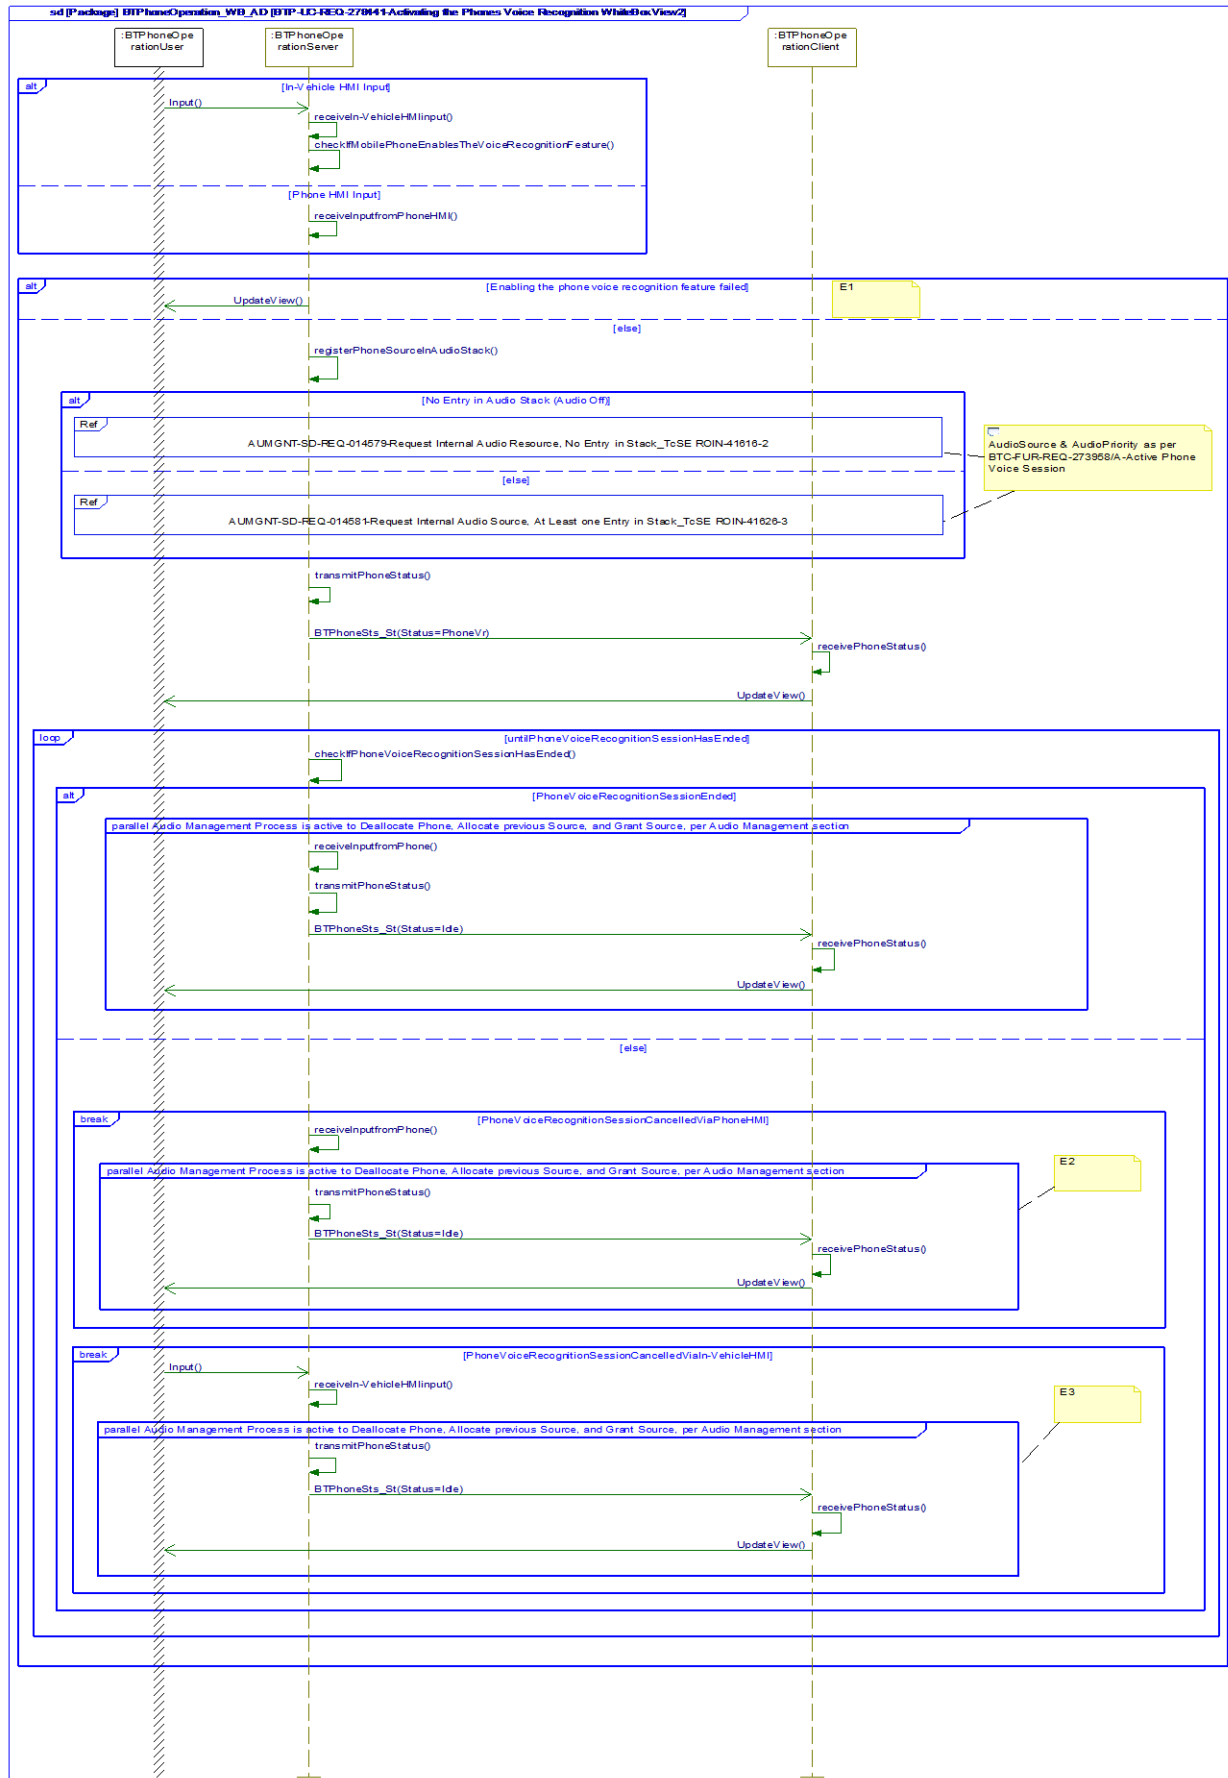 sd [Package] BTPhoneOperation_WB_AD [BTP-UC-REQ-279441-Activating the Phones Voice Recognition WhiteBoxView2]
:BTPhoneOpe
rationUser
:BTPhoneOpe
rationServer
:BTPhoneOpe
rationClient
alt
[In-Vehicle HMI Input]
Input()
receiveIn-VehicleHMIinput()
checkIfMobilePhoneEnablesTheVoiceRecognitionFeature()
[Phone HMI Input]
receiveInputfromPhoneHMI()
alt
[Enabling the phone voice recognition feature failed]
E1
UpdateView()
[else]
registerPhoneSourceInAudioStack()
alt
[No Entry in Audio Stack (Audio Off)]
Ref
AUMGNT-SD-REQ-014579-Request Internal Audio Resource, No Entry in Stack_TcSE ROIN-41616-2
AudioSource & AudioPriority as per
BTC-FUR-REQ-273958/A-Active Phone
Voice Session
[else]
Ref
AUMGNT-SD-REQ-014581-Request Internal Audio Source, At Least one Entry in Stack_TcSE ROIN-41626-3
transmitPhoneStatus()
BTPhoneSts_St(Status=PhoneVr)
receivePhoneStatus()
UpdateView()
loop
[untilPhoneVoiceRecognitionSessionHasEnded]
checkIfPhoneVoiceRecognitionSessionHasEnded()
alt
[PhoneVoiceRecognitionSessionEnded]
parallel Audio Management Process is active to Deallocate Phone, Allocate previous Source, and Grant Source, per Audio Management section
receiveInputfromPhone()
transmitPhoneStatus()
BTPhoneSts_St(Status=Idle)
receivePhoneStatus()
UpdateView()
[else]
break
[PhoneVoiceRecognitionSessionCancelledViaPhoneHMI]
receiveInputfromPhone()
E2
parallel Audio Management Process is active to Deallocate Phone, Allocate previous Source, and Grant Source, per Audio Management section
transmitPhoneStatus()
BTPhoneSts_St(Status=Idle)
receivePhoneStatus()
UpdateView()
break
[PhoneVoiceRecognitionSessionCancelledViaIn-VehicleHMI]
Input()
receiveIn-VehicleHMIinput()
E3
parallel Audio Management Process is active to Deallocate Phone, Allocate previous Source, and Grant Source, per Audio Management section
transmitPhoneStatus()
BTPhoneSts_St(Status=Idle)
receivePhoneStatus()
UpdateView()